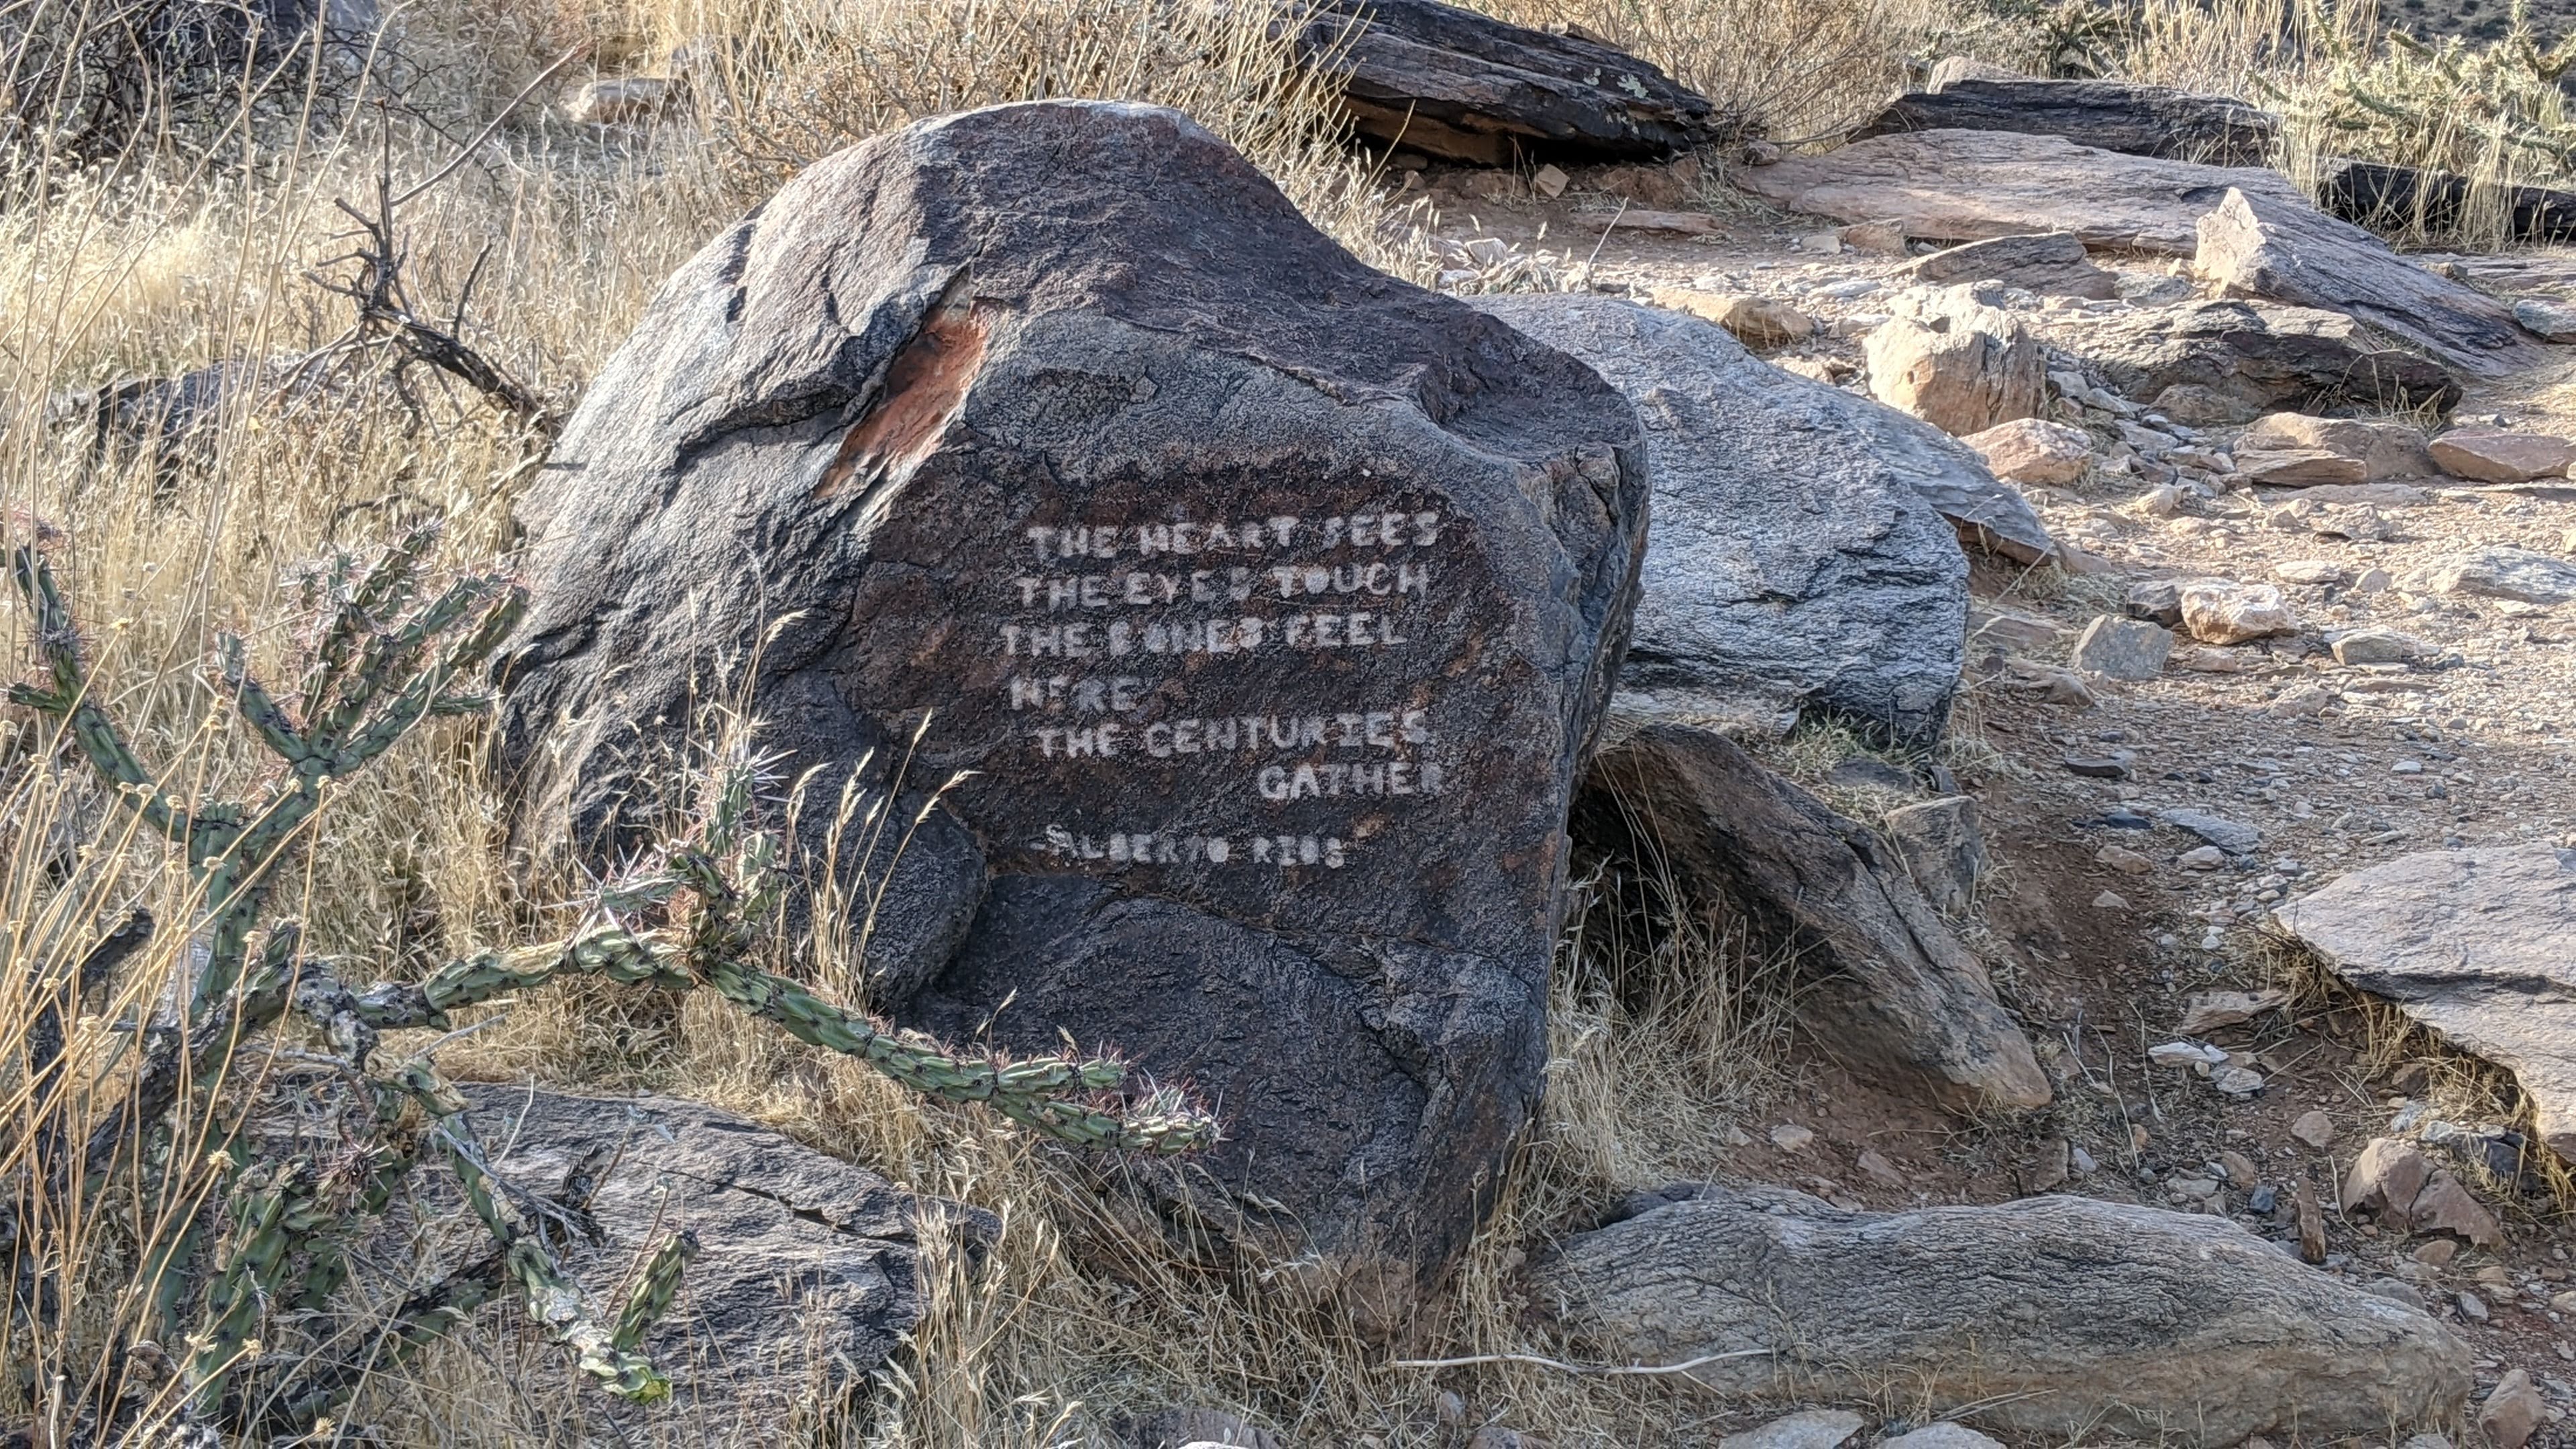 THE HEART SEES
THE EYES TOUCH
THE BONES FEEL
HERE
THE CENTURIES
GATHER
-ALBERTO RIOS